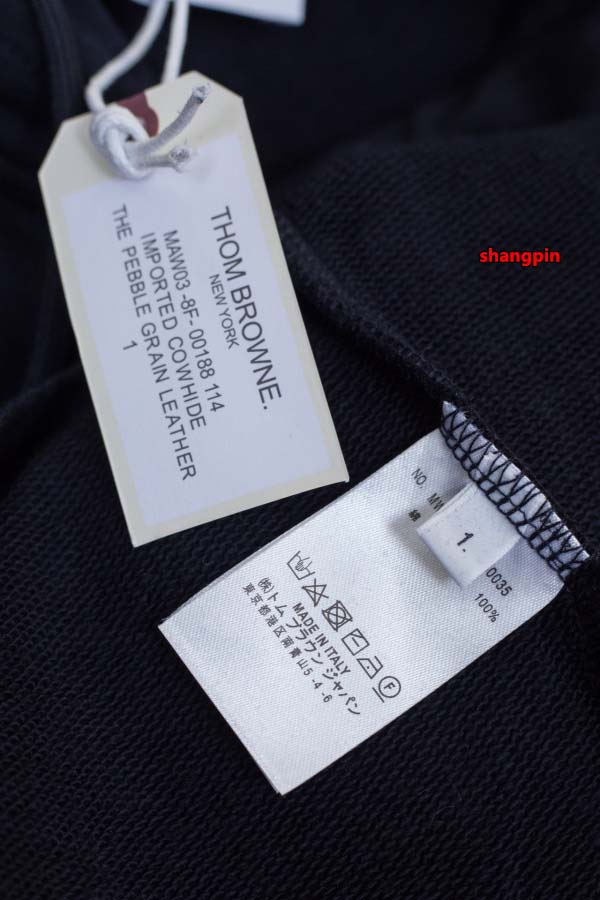 shangpin
THOM BROWNE.
NEW YORK
MAW03 -8F- 00188 114
IMPORTED COWHIDE
THE PEBBLE GRAIN LEATHER
1
NO. MW
綿
1.
0035
100%
MADE IN ITALY
(株)トム ブラウン ジャパン
東京都港区南青山5-4-6
F